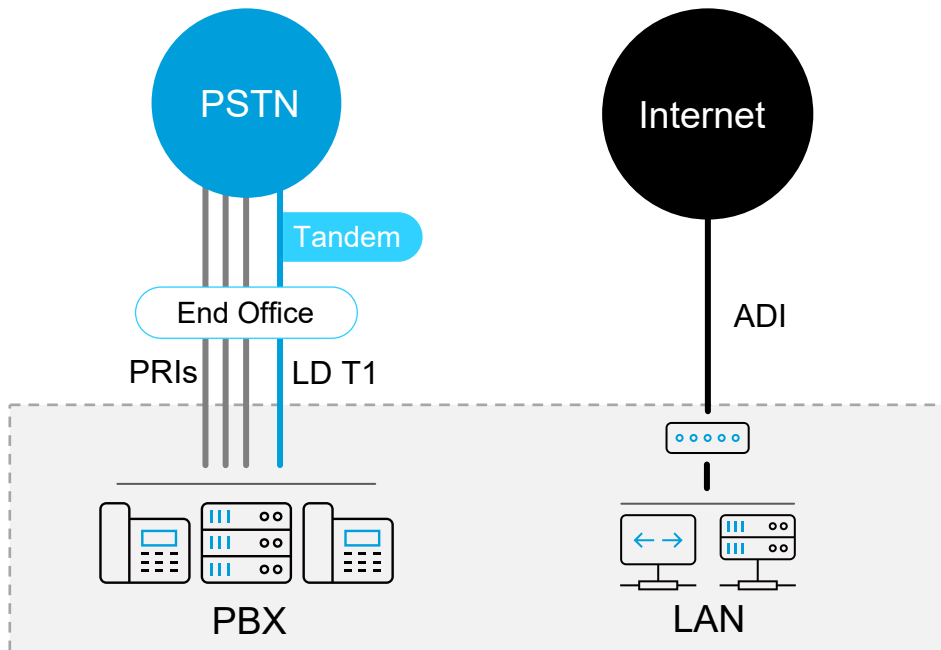 PSTN
Internet
Tandem
End Office
ADI
PRIs
LD T1
PBX
LAN